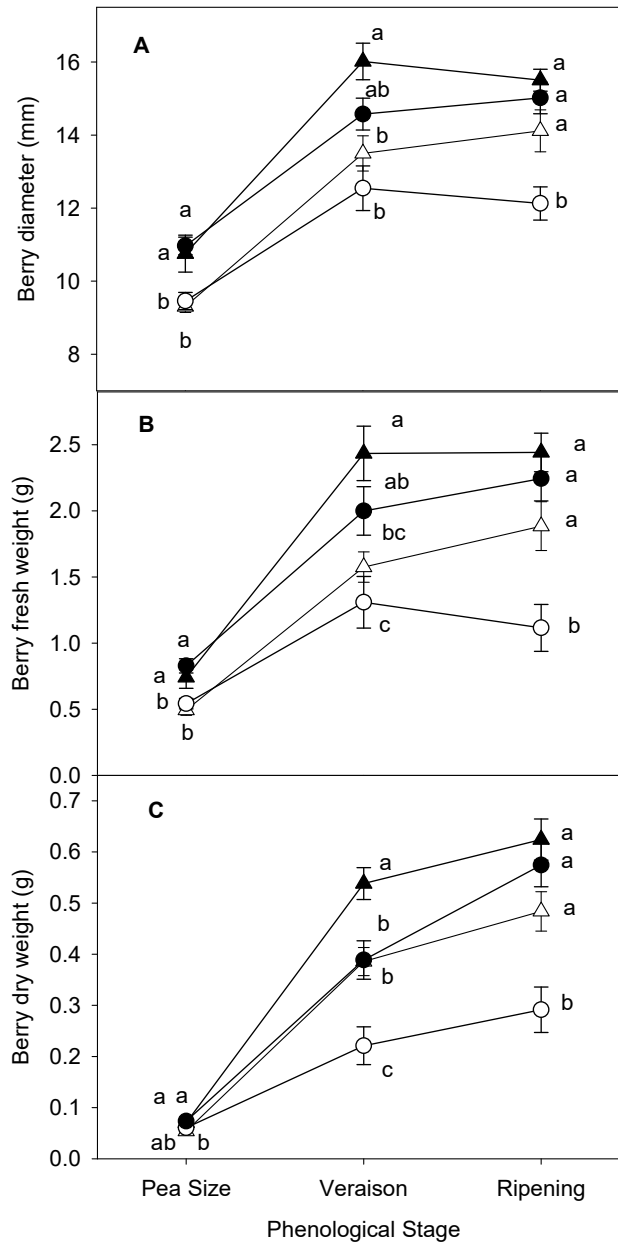 A
Berry diameter (mm)
16
14
12
10
8
a
a
b
b
a
ab
b
b
a
a
a
b
B
Berry fresh weight (g)
2.5
2.0
1.5
1.0
0.5
0.0
a
a
b
b
a
ab
bc
c
a
a
a
b
C
Berry dry weight (g)
0.7
0.6
0.5
0.4
0.3
0.2
0.1
0.0
a a
ab b
a
b
b
c
a
a
a
b
Pea Size Veraison Ripening
Phenological Stage